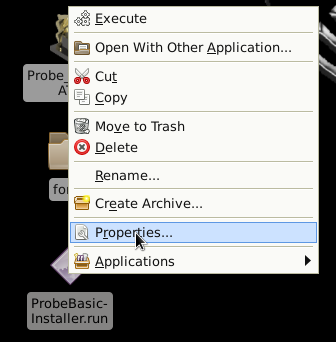 Execute
Open With Other Application...
Probe_
Cut
A
Copy
Move to Trash
Delete
Rename...
for
Create Archive...
Properties...
Applications
ProbeBasic-
Installer.run